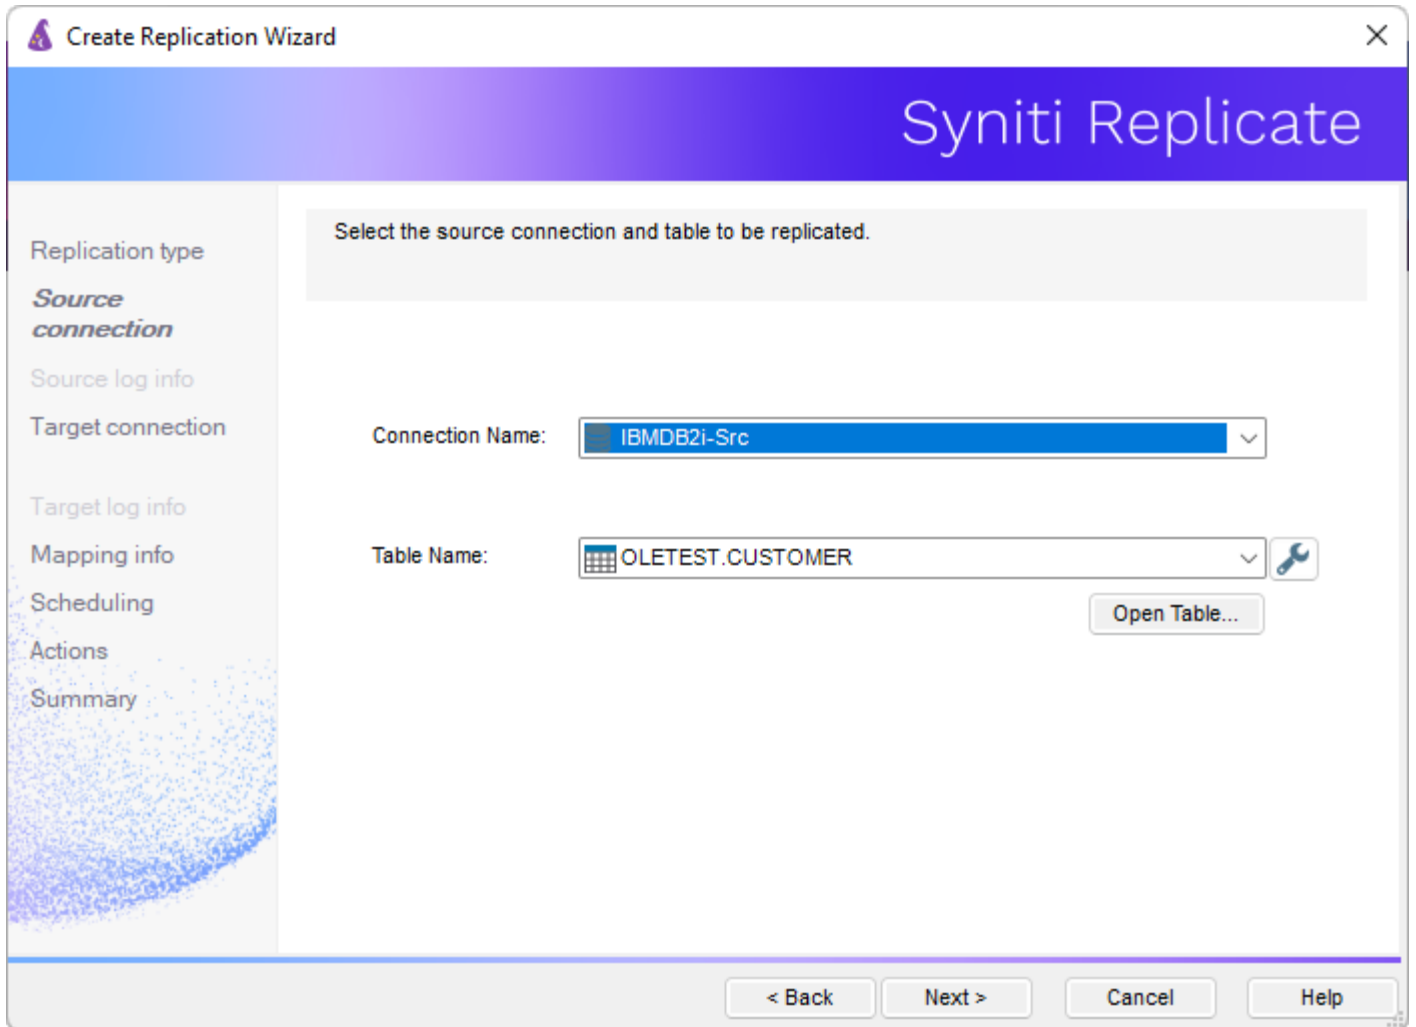 Create Replication Wizard
Syniti Replicate
Replication type
Source
connection
Source log info
Target connection
Target log info
Mapping info
Scheduling
Actions
Summary
Select the source connection and table to be replicated.
Connection Name: IBMDB2i-Src
Table Name: OLETEST.CUSTOMER
Open Table...
< Back Next > Cancel Help